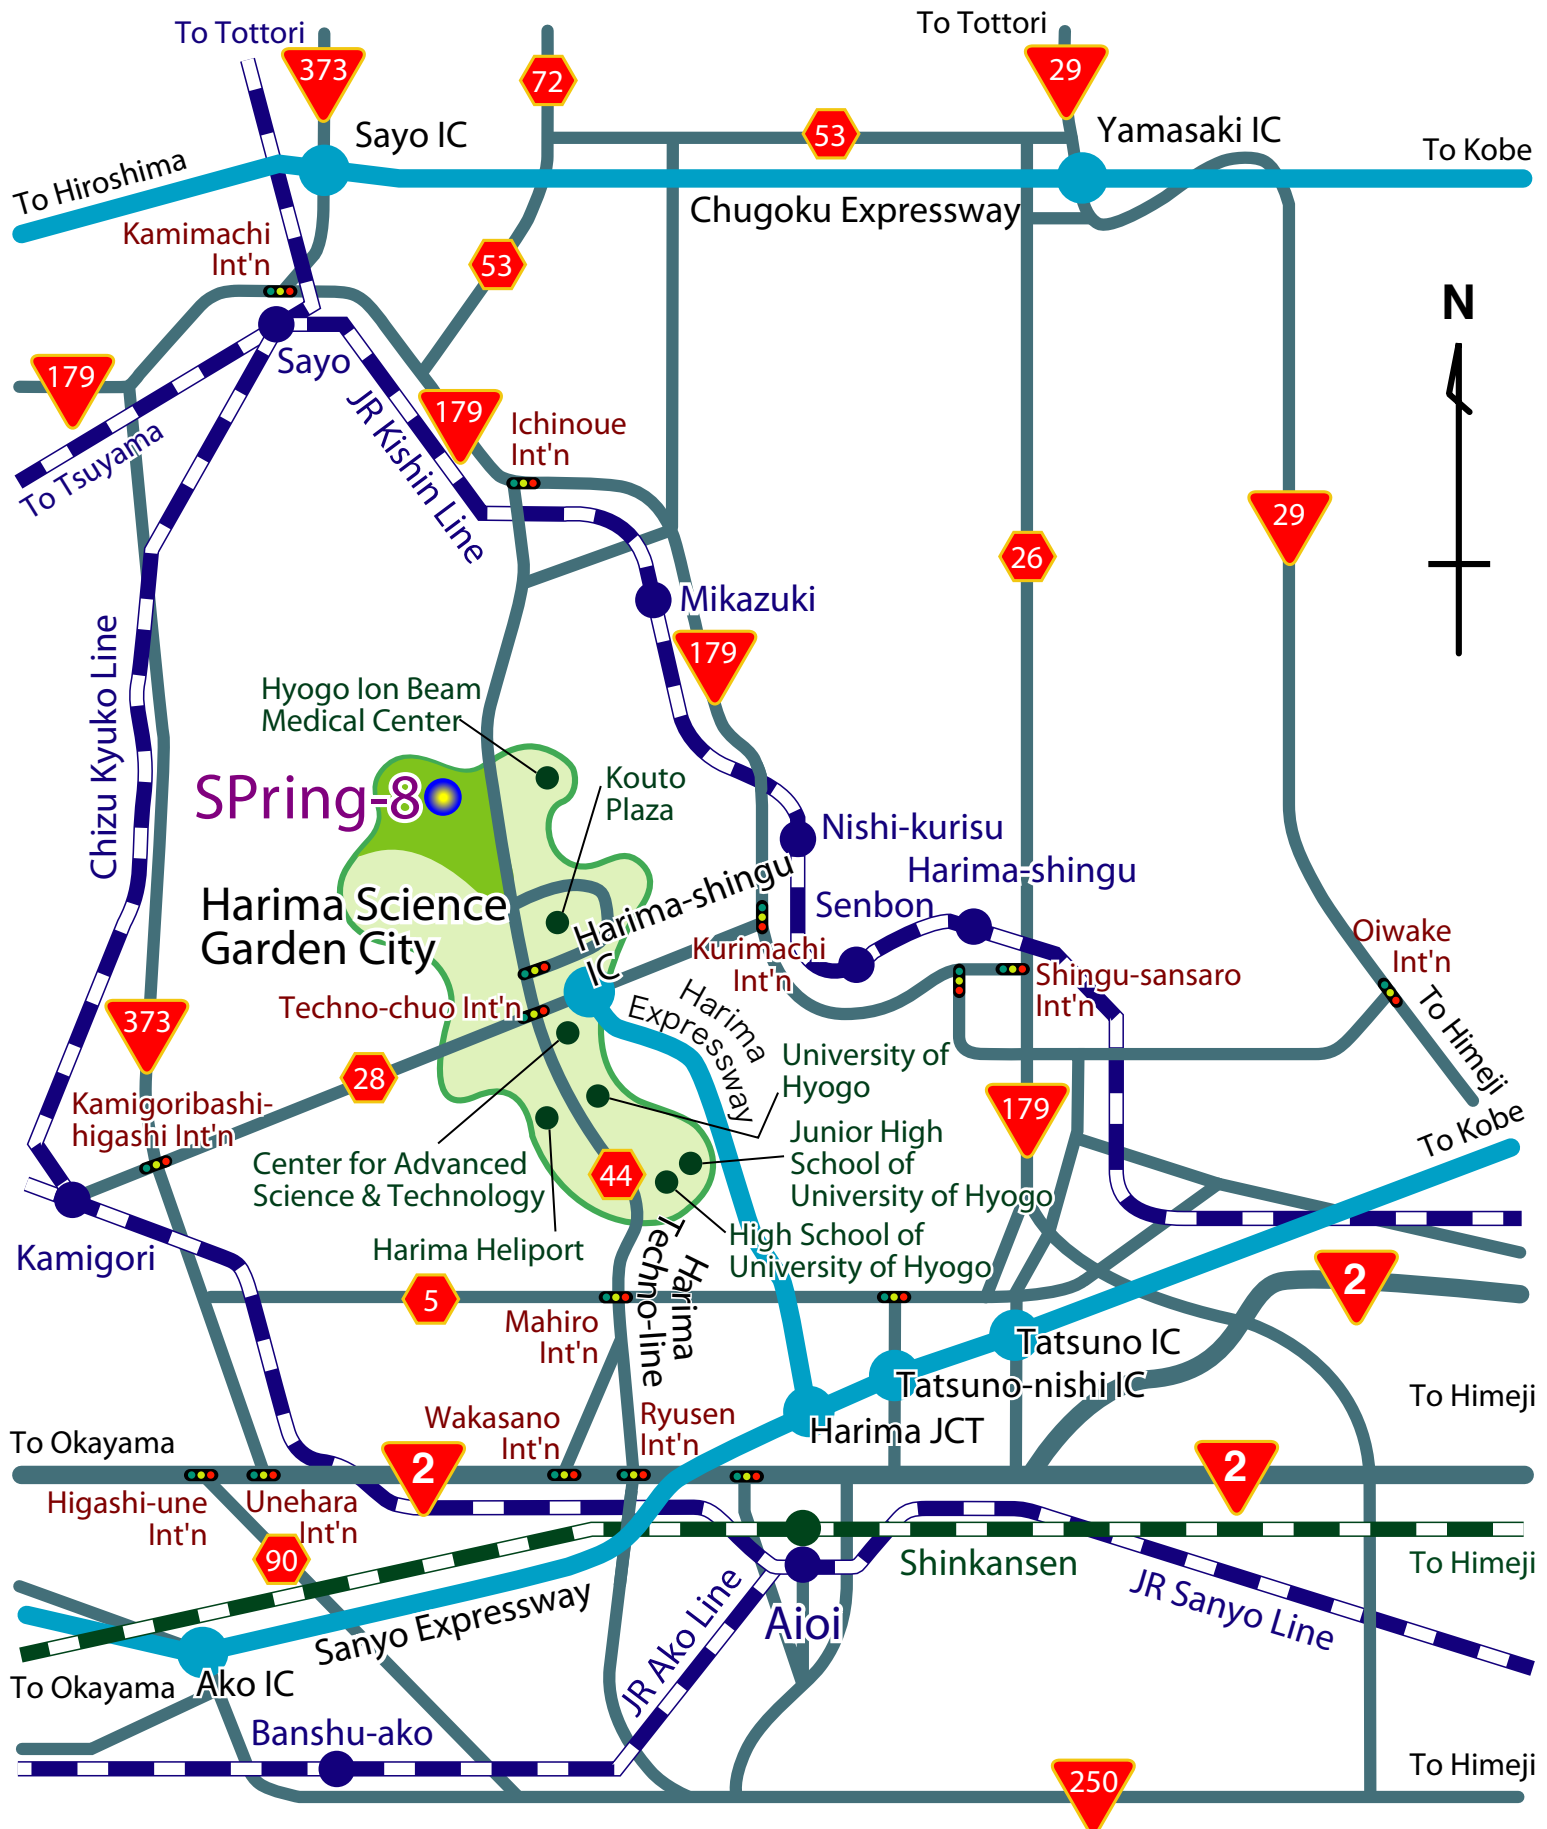 To Tottori
To Tottori
373
72
29
Sayo IC
53
Yamasaki IC
To Kobe
To Hiroshima
Chugoku Expressway
Kamimachi
Int'n
53
N
Sayo
179
179
JR Kishin Line
Ichinoue
Int'n
To Tsuyama
29
26
Mikazuki
Chizu Kyuko Line
179
Hyogo Ion Beam
Medical Center
SPring-8
Kouto
Plaza
Nishi-kurisu
Harima-shingu
Harima Science
Garden City
Harima-shingu
IC
Senbon
Kurimachi
Int'n
Oiwake
Int'n
Shingu-sansaro
Int'n
Techno-chuo Int'n
Harima
Expressway
To Himeji
373
28
University of
Hyogo
179
Kamigoribashi-
higashi Int'n
To Kobe
Junior High
School of
University of Hyogo
Center for Advanced
Science & Technology
44
High School of
University of Hyogo
Harima Heliport
Kamigori
Harima
Techno-line
2
5
Mahiro
Int'n
Tatsuno IC
Tatsuno-nishi IC
To Himeji
Wakasano
Int'n
Ryusen
Int'n
Harima JCT
To Okayama
2
2
Higashi-une
Int'n
Unehara
Int'n
90
Shinkansen
To Himeji
JR Sanyo Line
Sanyo Expressway
JR Ako Line
Aioi
To Okayama
Ako IC
Banshu-ako
To Himeji
250